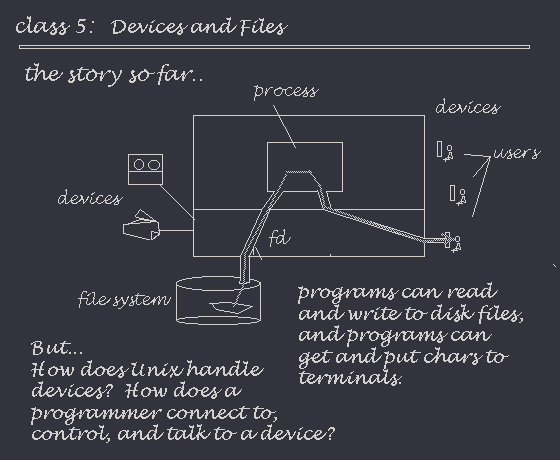 class 5: Devices and Files
the story so far..
process
devices
users
devices
fd
file system
programs can read
and write to disk files,
and programs can
get and put chars to
terminals.
But...
How does Unix handle
devices? How does a
programmer connect to,
control, and talk to a device?